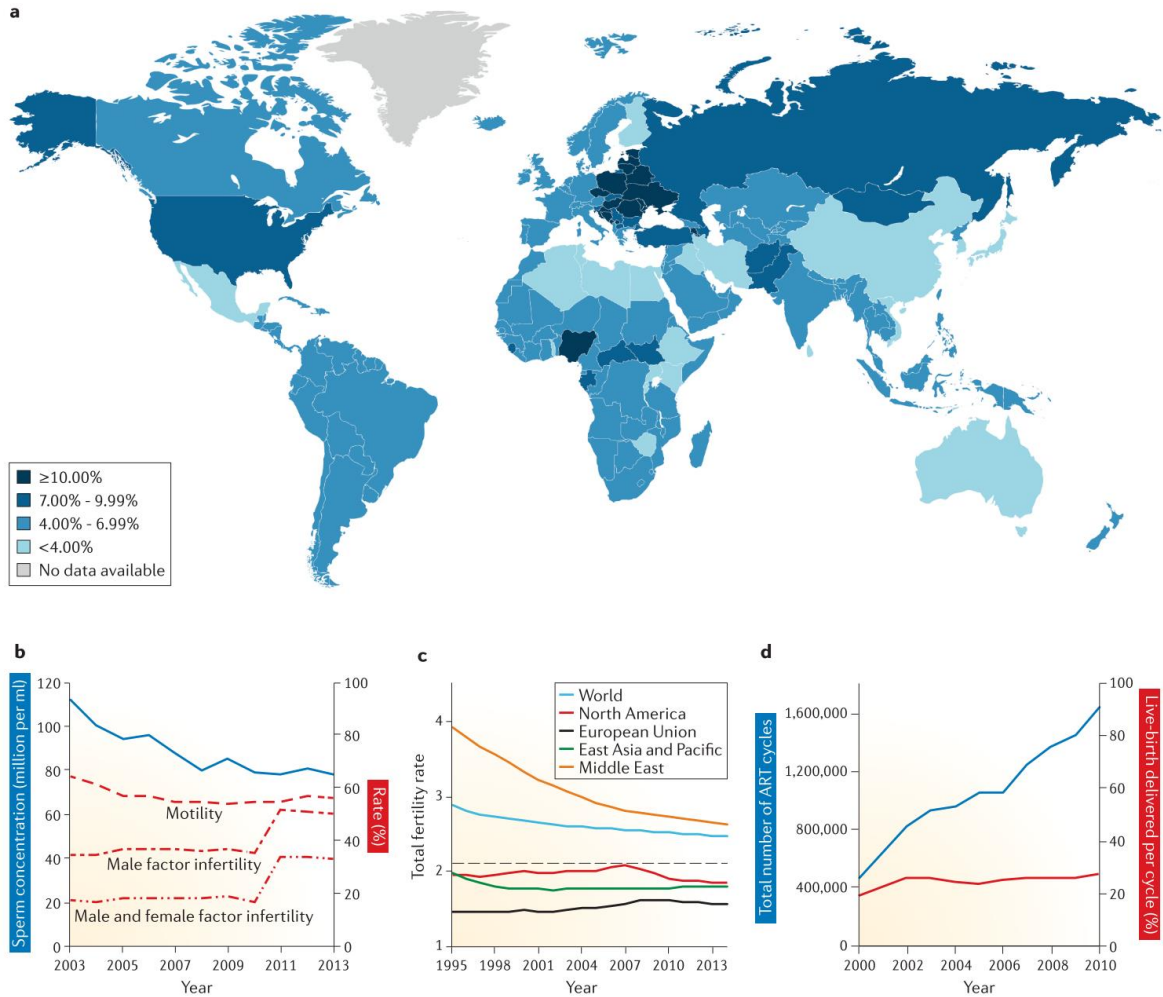 a
≥10.00%
7.00% - 9.99%
4.00% - 6.99%
<4.00%
No data available
b
Sperm concentration (million per ml)
120
100
80
60
40
20
0
100
80
60
40
20
0
Rate (%)
Motility
Male factor infertility
Male and female factor infertility
2003
2005
2007
2009
2011
2013
Year
c
Total fertility rate
4
3
2
1
World
North America
European Union
East Asia and Pacific
Middle East
1995
1998
2001
2004
2007
2010
2013
Year
d
Total number of ART cycles
1,600,000
1,200,000
800,000
400,000
0
100
80
60
40
20
0
Live-birth delivered per
cycle (%)
2000
2002
2004
2006
2008
2010
Year